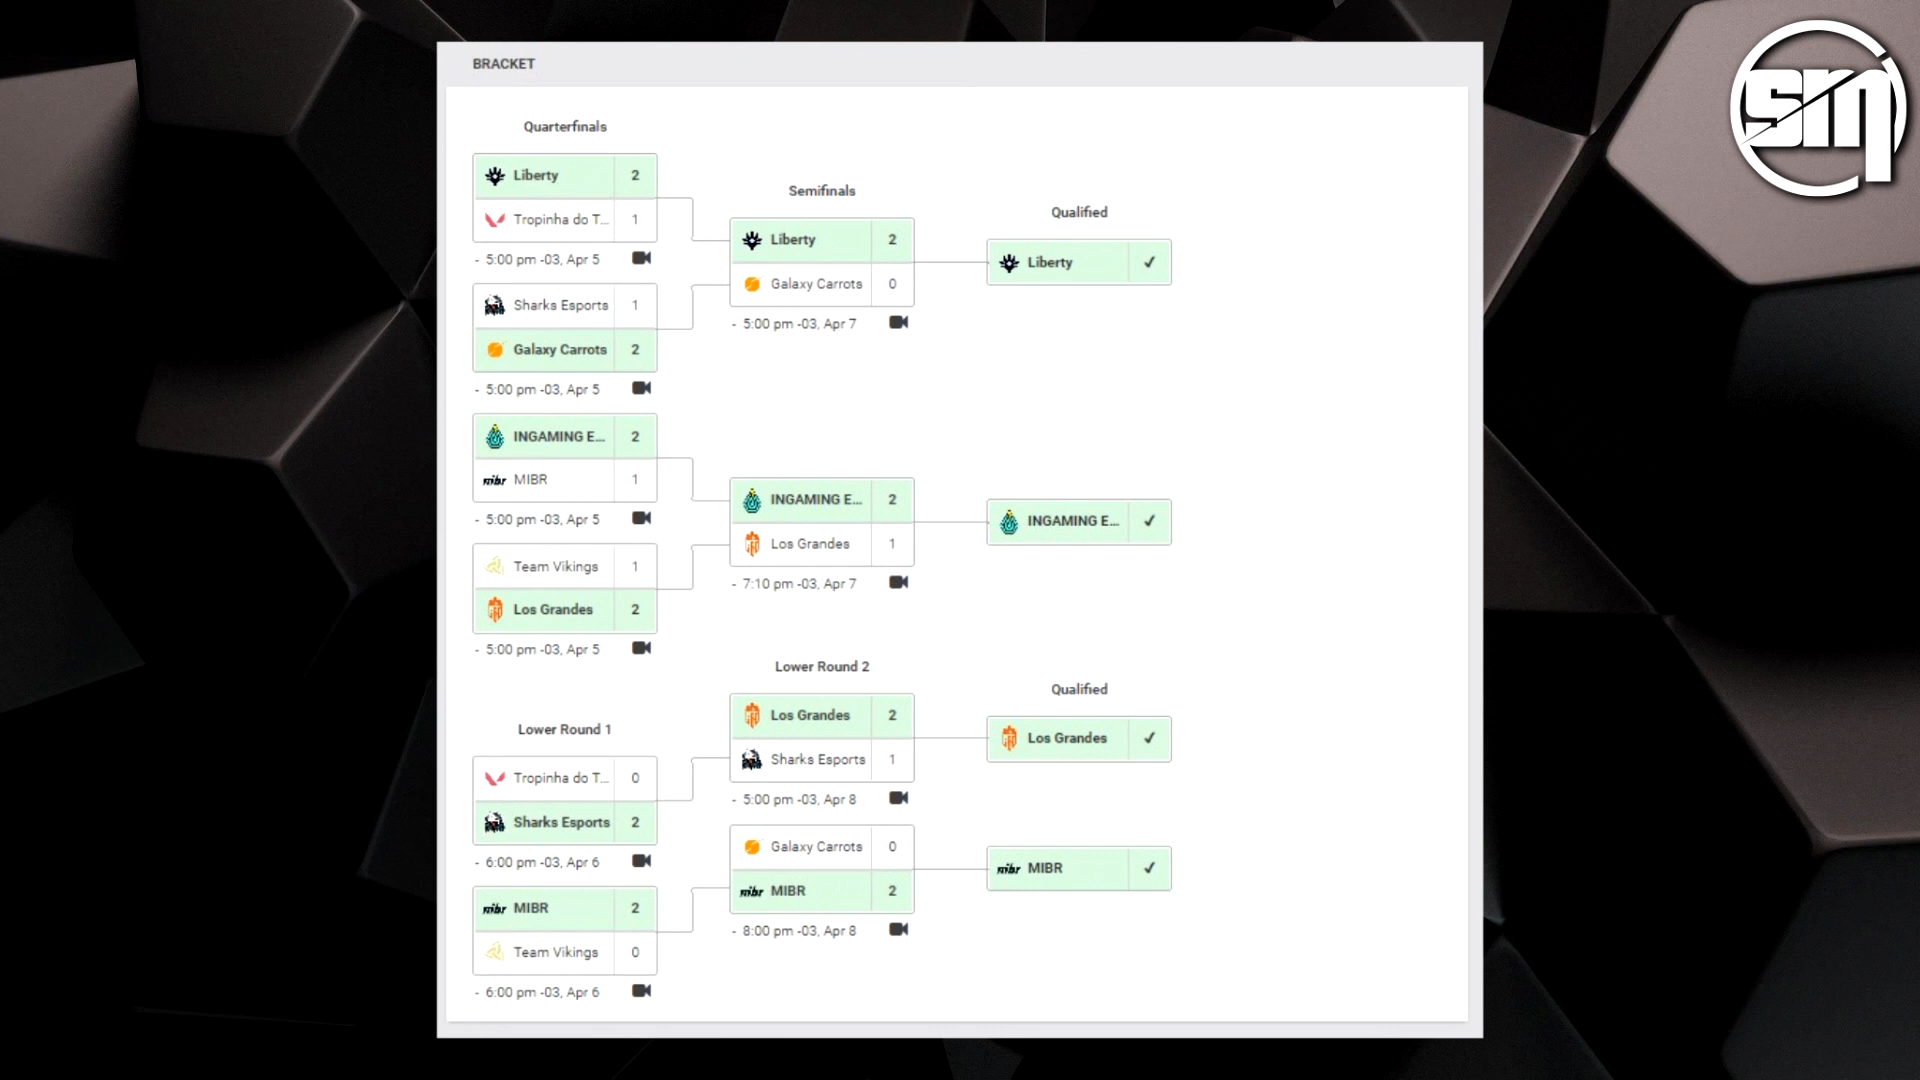 BRACKET
Quarterfinals
Liberty 2
Tropinha do T... 1
- 5:00 pm -03, Apr 5
Sharks Esports 1
Galaxy Carrots 2
- 5:00 pm -03, Apr 5
INGAMING E... 2
mibr MIBR 1
- 5:00 pm -03, Apr 5
Team Vikings 1
Los Grandes 2
- 5:00 pm -03, Apr 5
Semifinals
Liberty 2
Galaxy Carrots 0
- 5:00 pm -03, Apr 7
INGAMING E... 2
Los Grandes 1
- 7:10 pm -03, Apr 7
Qualified
Liberty ✓
INGAMING E... ✓
Lower Round 1
Tropinha do T... 0
Sharks Esports 2
- 6:00 pm -03, Apr 6
mibr MIBR 2
Team Vikings 0
- 6:00 pm -03, Apr 6
Lower Round 2
Los Grandes 2
Sharks Esports 1
- 5:00 pm -03, Apr 8
Galaxy Carrots 0
mibr MIBR 2
- 8:00 pm -03, Apr 8
Qualified
Los Grandes ✓
mibr MIBR ✓